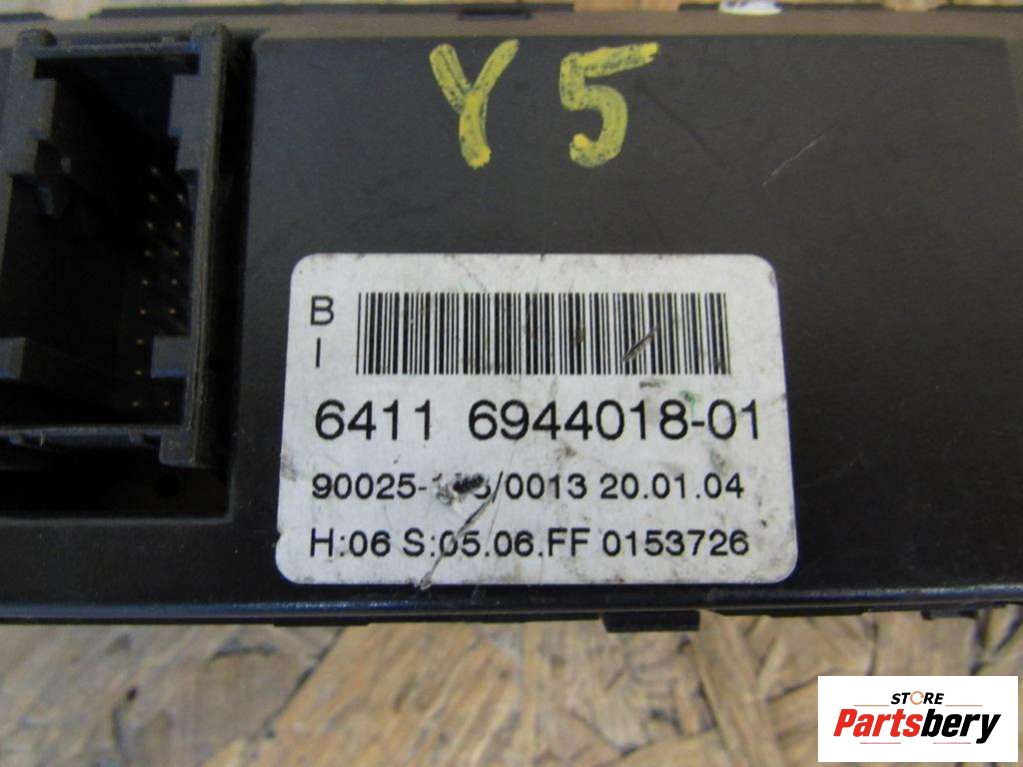 Y5
B
I
6411 6944018-01
/0013 20.01.04
H:06 S:05.06.FF 0153726
STORE
Partsbery